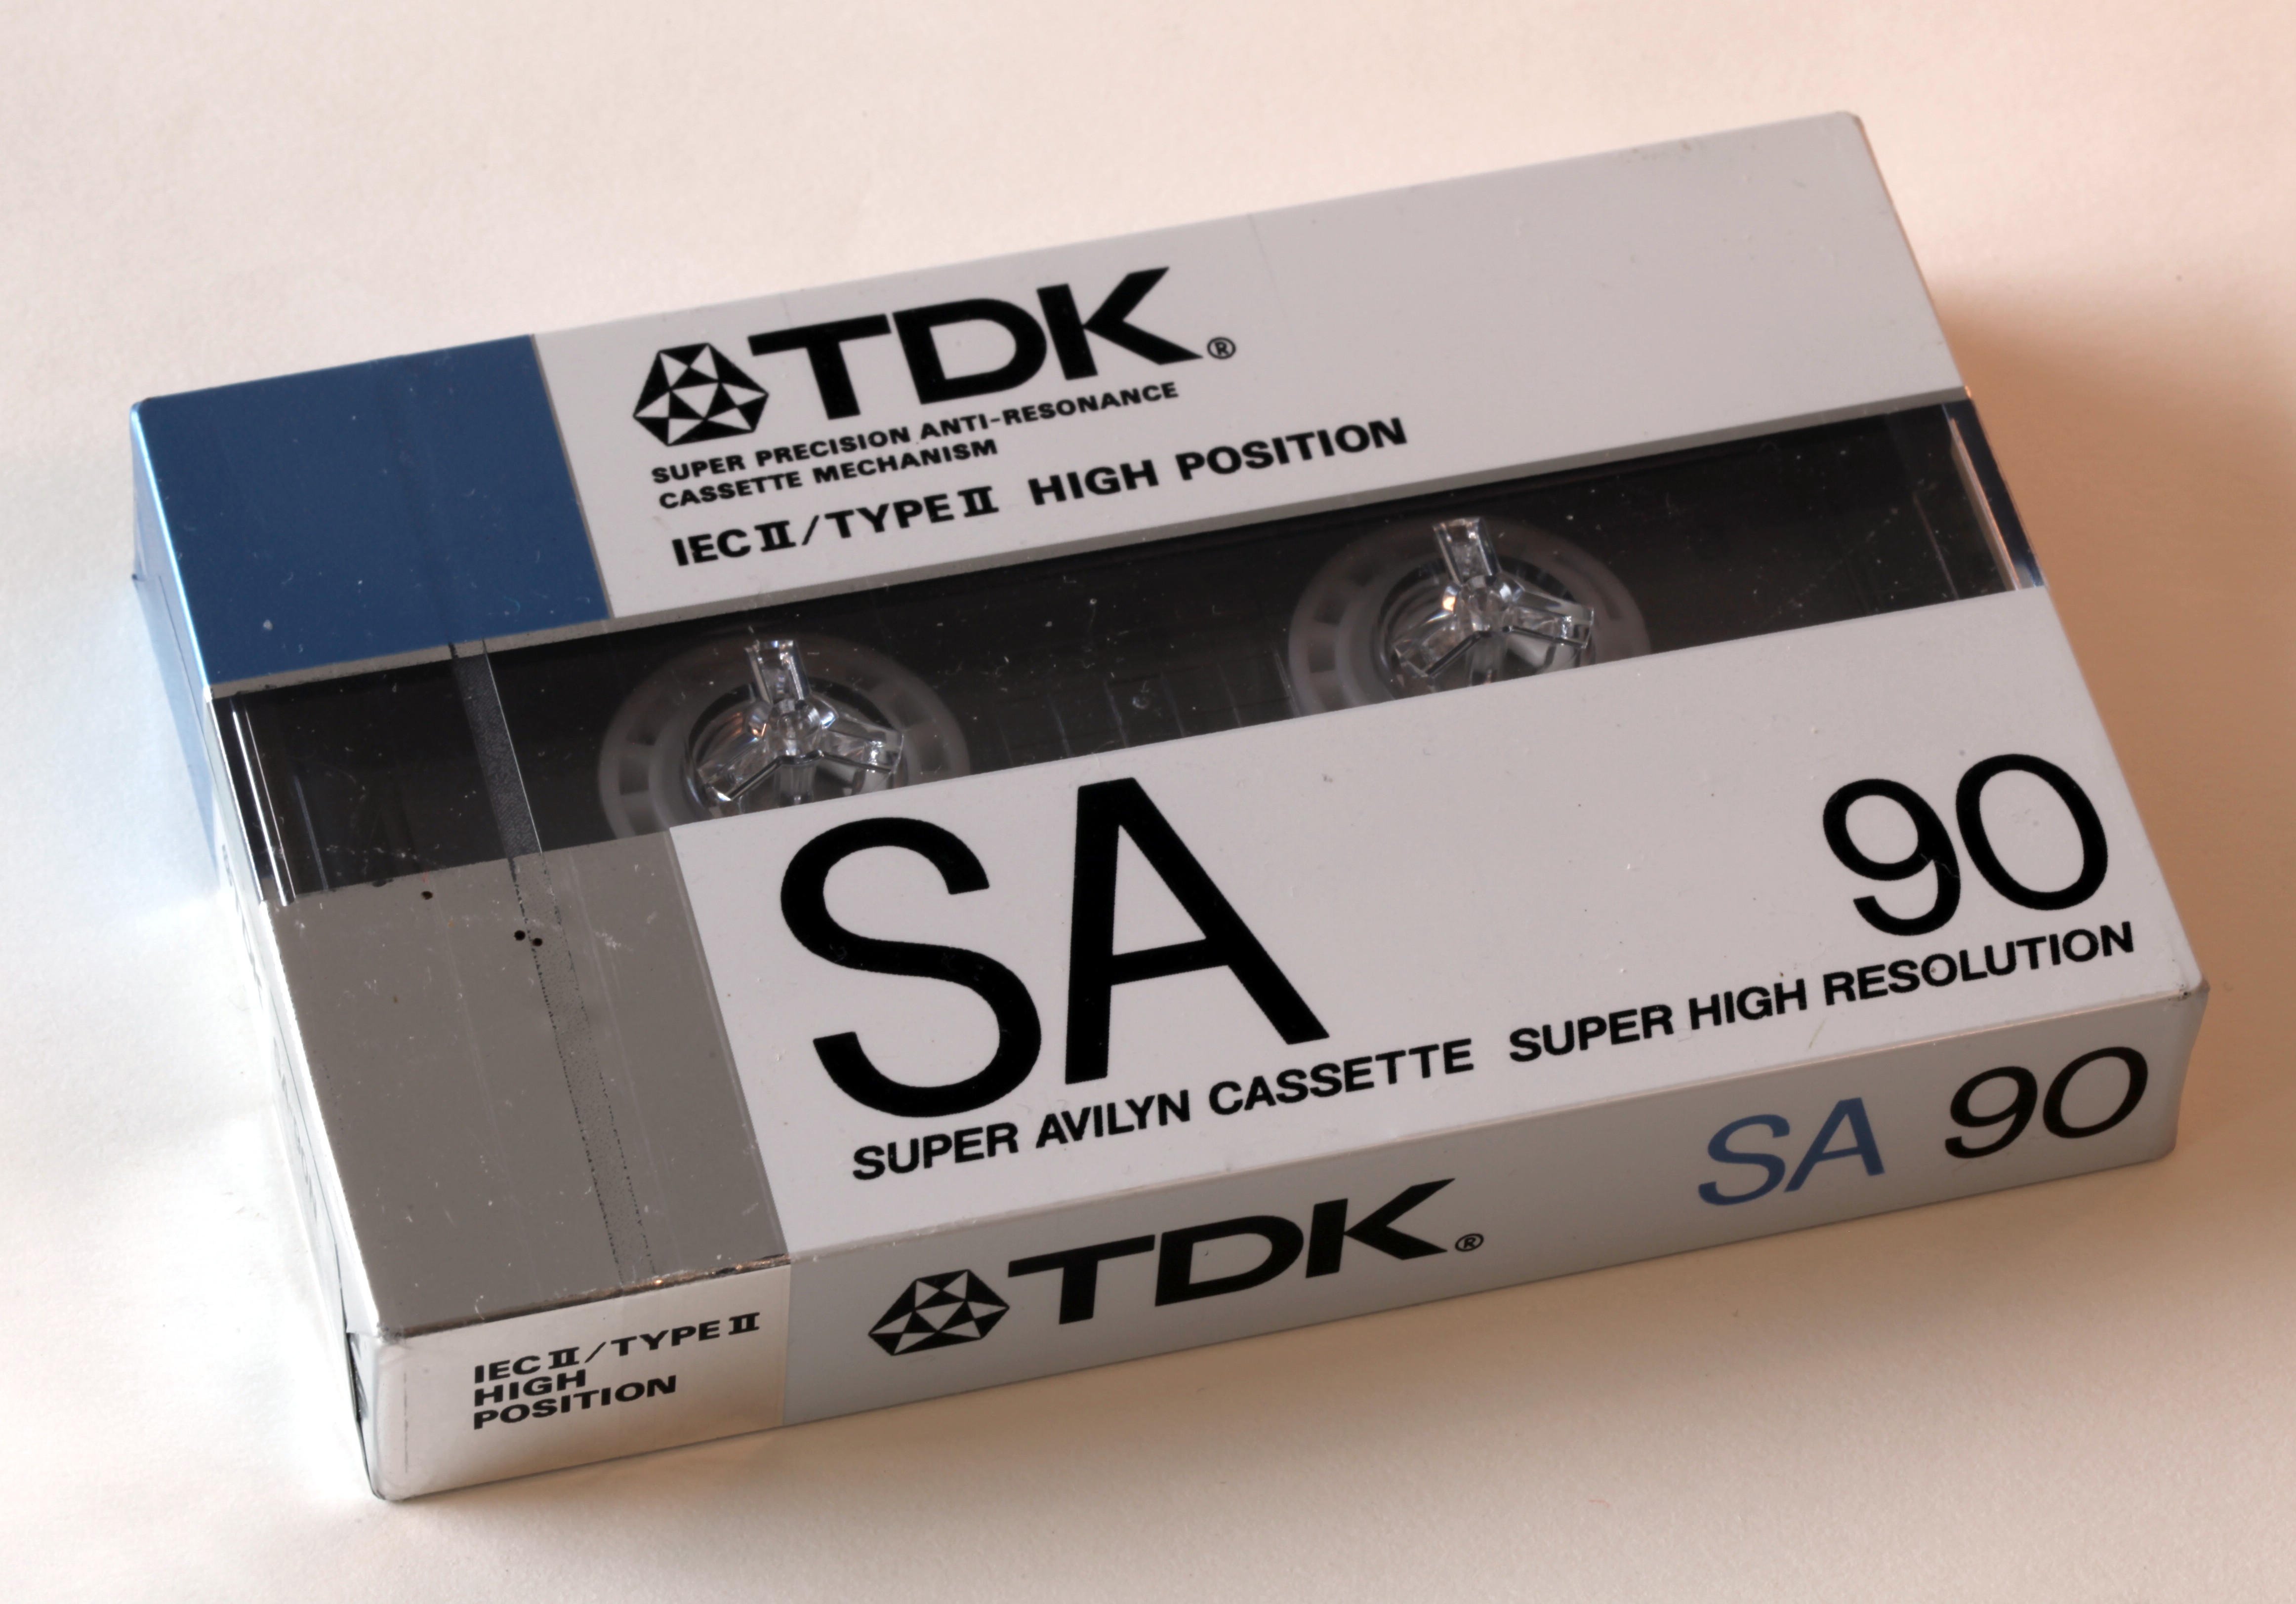 TDK®
SUPER PRECISION ANTI-RESONANCE
CASSETTE MECHANISM
IEC II/TYPE II HIGH POSITION
SA 90
SUPER AVILYN CASSETTE SUPER HIGH RESOLUTION
TDK® SA 90
IEC II/TYPE II
HIGH
POSITION